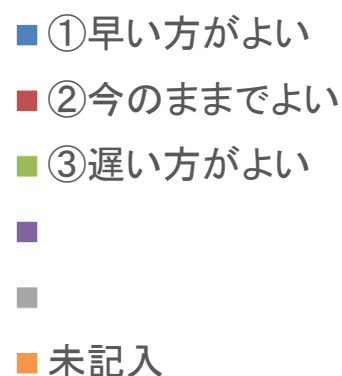 ①早い方がよい
②今のままでよい
③遅い方がよい
未記入